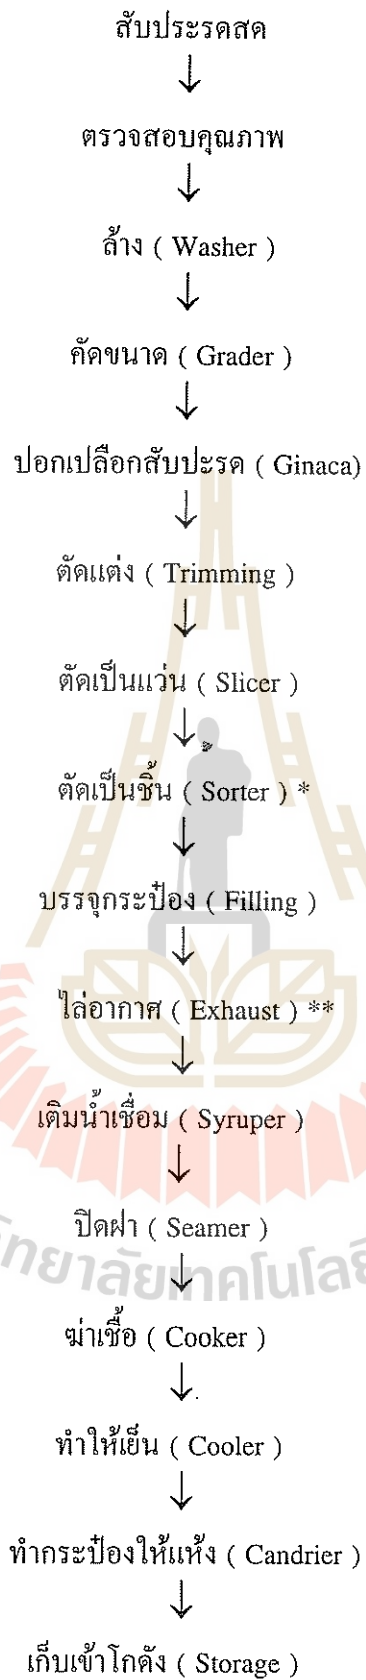 สับประรดสด
↓
ตรวจสอบคุณภาพ
↓
ล้าง ( Washer )
↓
คัดขนาด ( Grader )
↓
ปอกเปลือกสับปะรด ( Ginaca)
↓
ตัดแต่ง ( Trimming )
↓
ตัดเป็นแว่น ( Slicer )
↓
ตัดเป็นชิ้น ( Sorter ) *
↓
บรรจุกระป๋อง ( Filling )
↓
ไล่อากาศ ( Exhaust ) **
↓
เติมน้ำเชื่อม ( Syruper )
↓
ปิดฝา ( Seamer )
↓
ฆ่าเชื้อ ( Cooker )
↓
ทำให้เย็น ( Cooler )
↓
ทำกระป๋องให้แห้ง ( Candrier )
↓
เก็บเข้าโกดัง ( Storage )